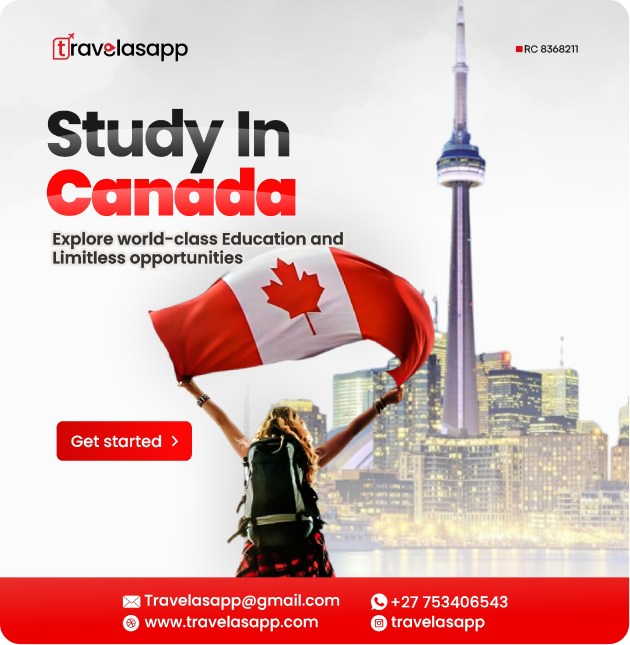 travelasapp
RC 8368211
Study In
Canada
Explore world-class Education and
Limitless opportunities
Get started
Travelasapp@gmail.com
+27 753406543
www.travelasapp.com
travelasapp